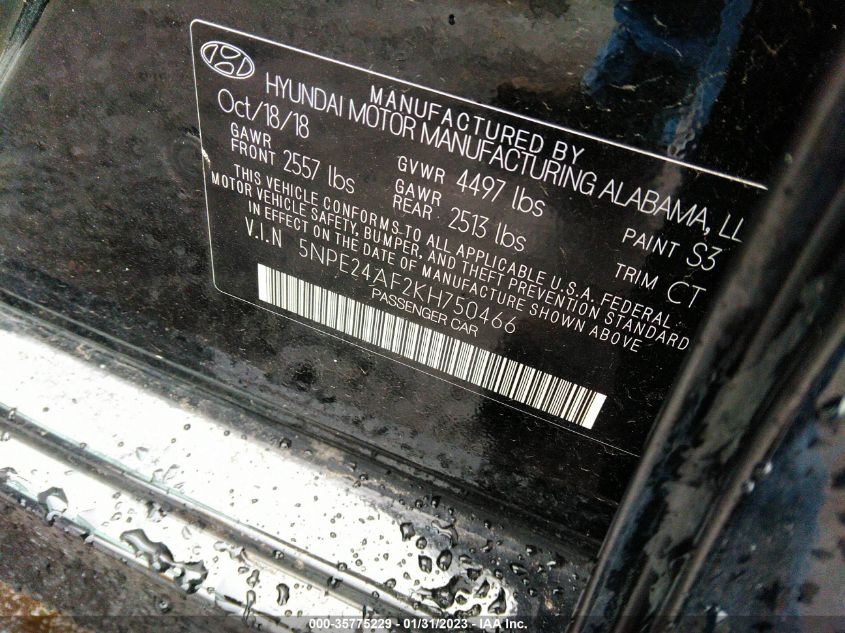 MANUFACTURED BY
HYUNDAI MOTOR MANUFACTURING ALABAMA, LL
Oct/18/18
GVWR 4497 lbs
PAINT S3
GAWR FRONT 2557 lbs
GAWR REAR 2513 lbs
TRIM CT
THIS VEHICLE CONFORMS TO ALL APPLICABLE U.S.A. FEDERAL
MOTOR VEHICLE SAFETY, BUMPER, AND THEFT PREVENTION STANDARD
IN EFFECT ON THE DATE OF MANUFACTURE SHOWN ABOVE
V.I.N 5NPE24AF2KH750466
PASSENGER CAR
000-35775229 - 01/31/2023 - IAA Inc.